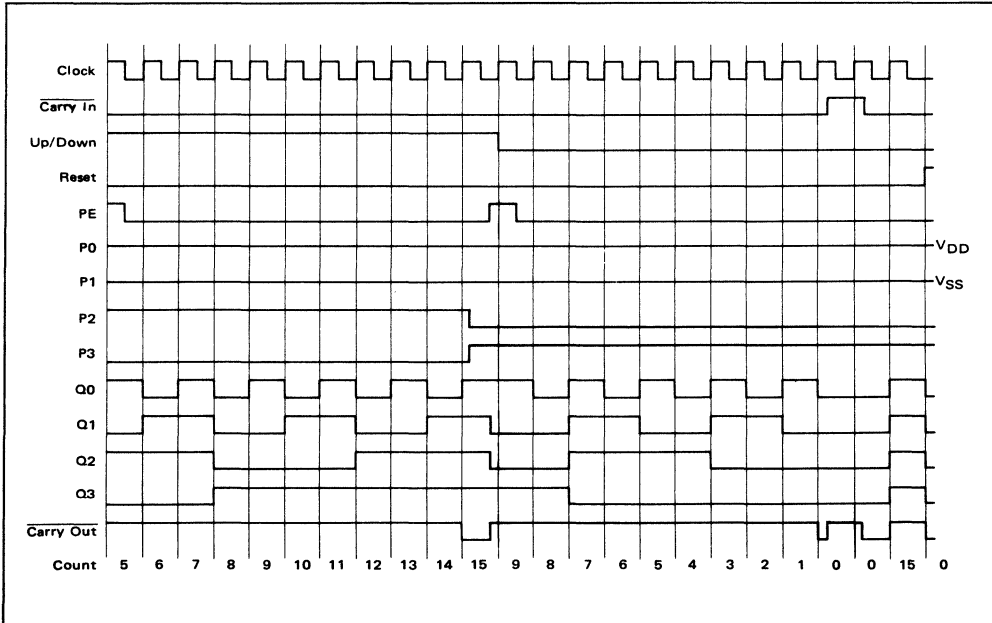 Clock
Carry In
Up/Down
Reset
PE
P0
VDD
P1
VSS
P2
P3
Q0
Q1
Q2
Q3
Carry Out
Count 5 6 7 8 9 10 11 12 13 14 15 9 8 7 6 5 4 3 2 1 0 0 15 0